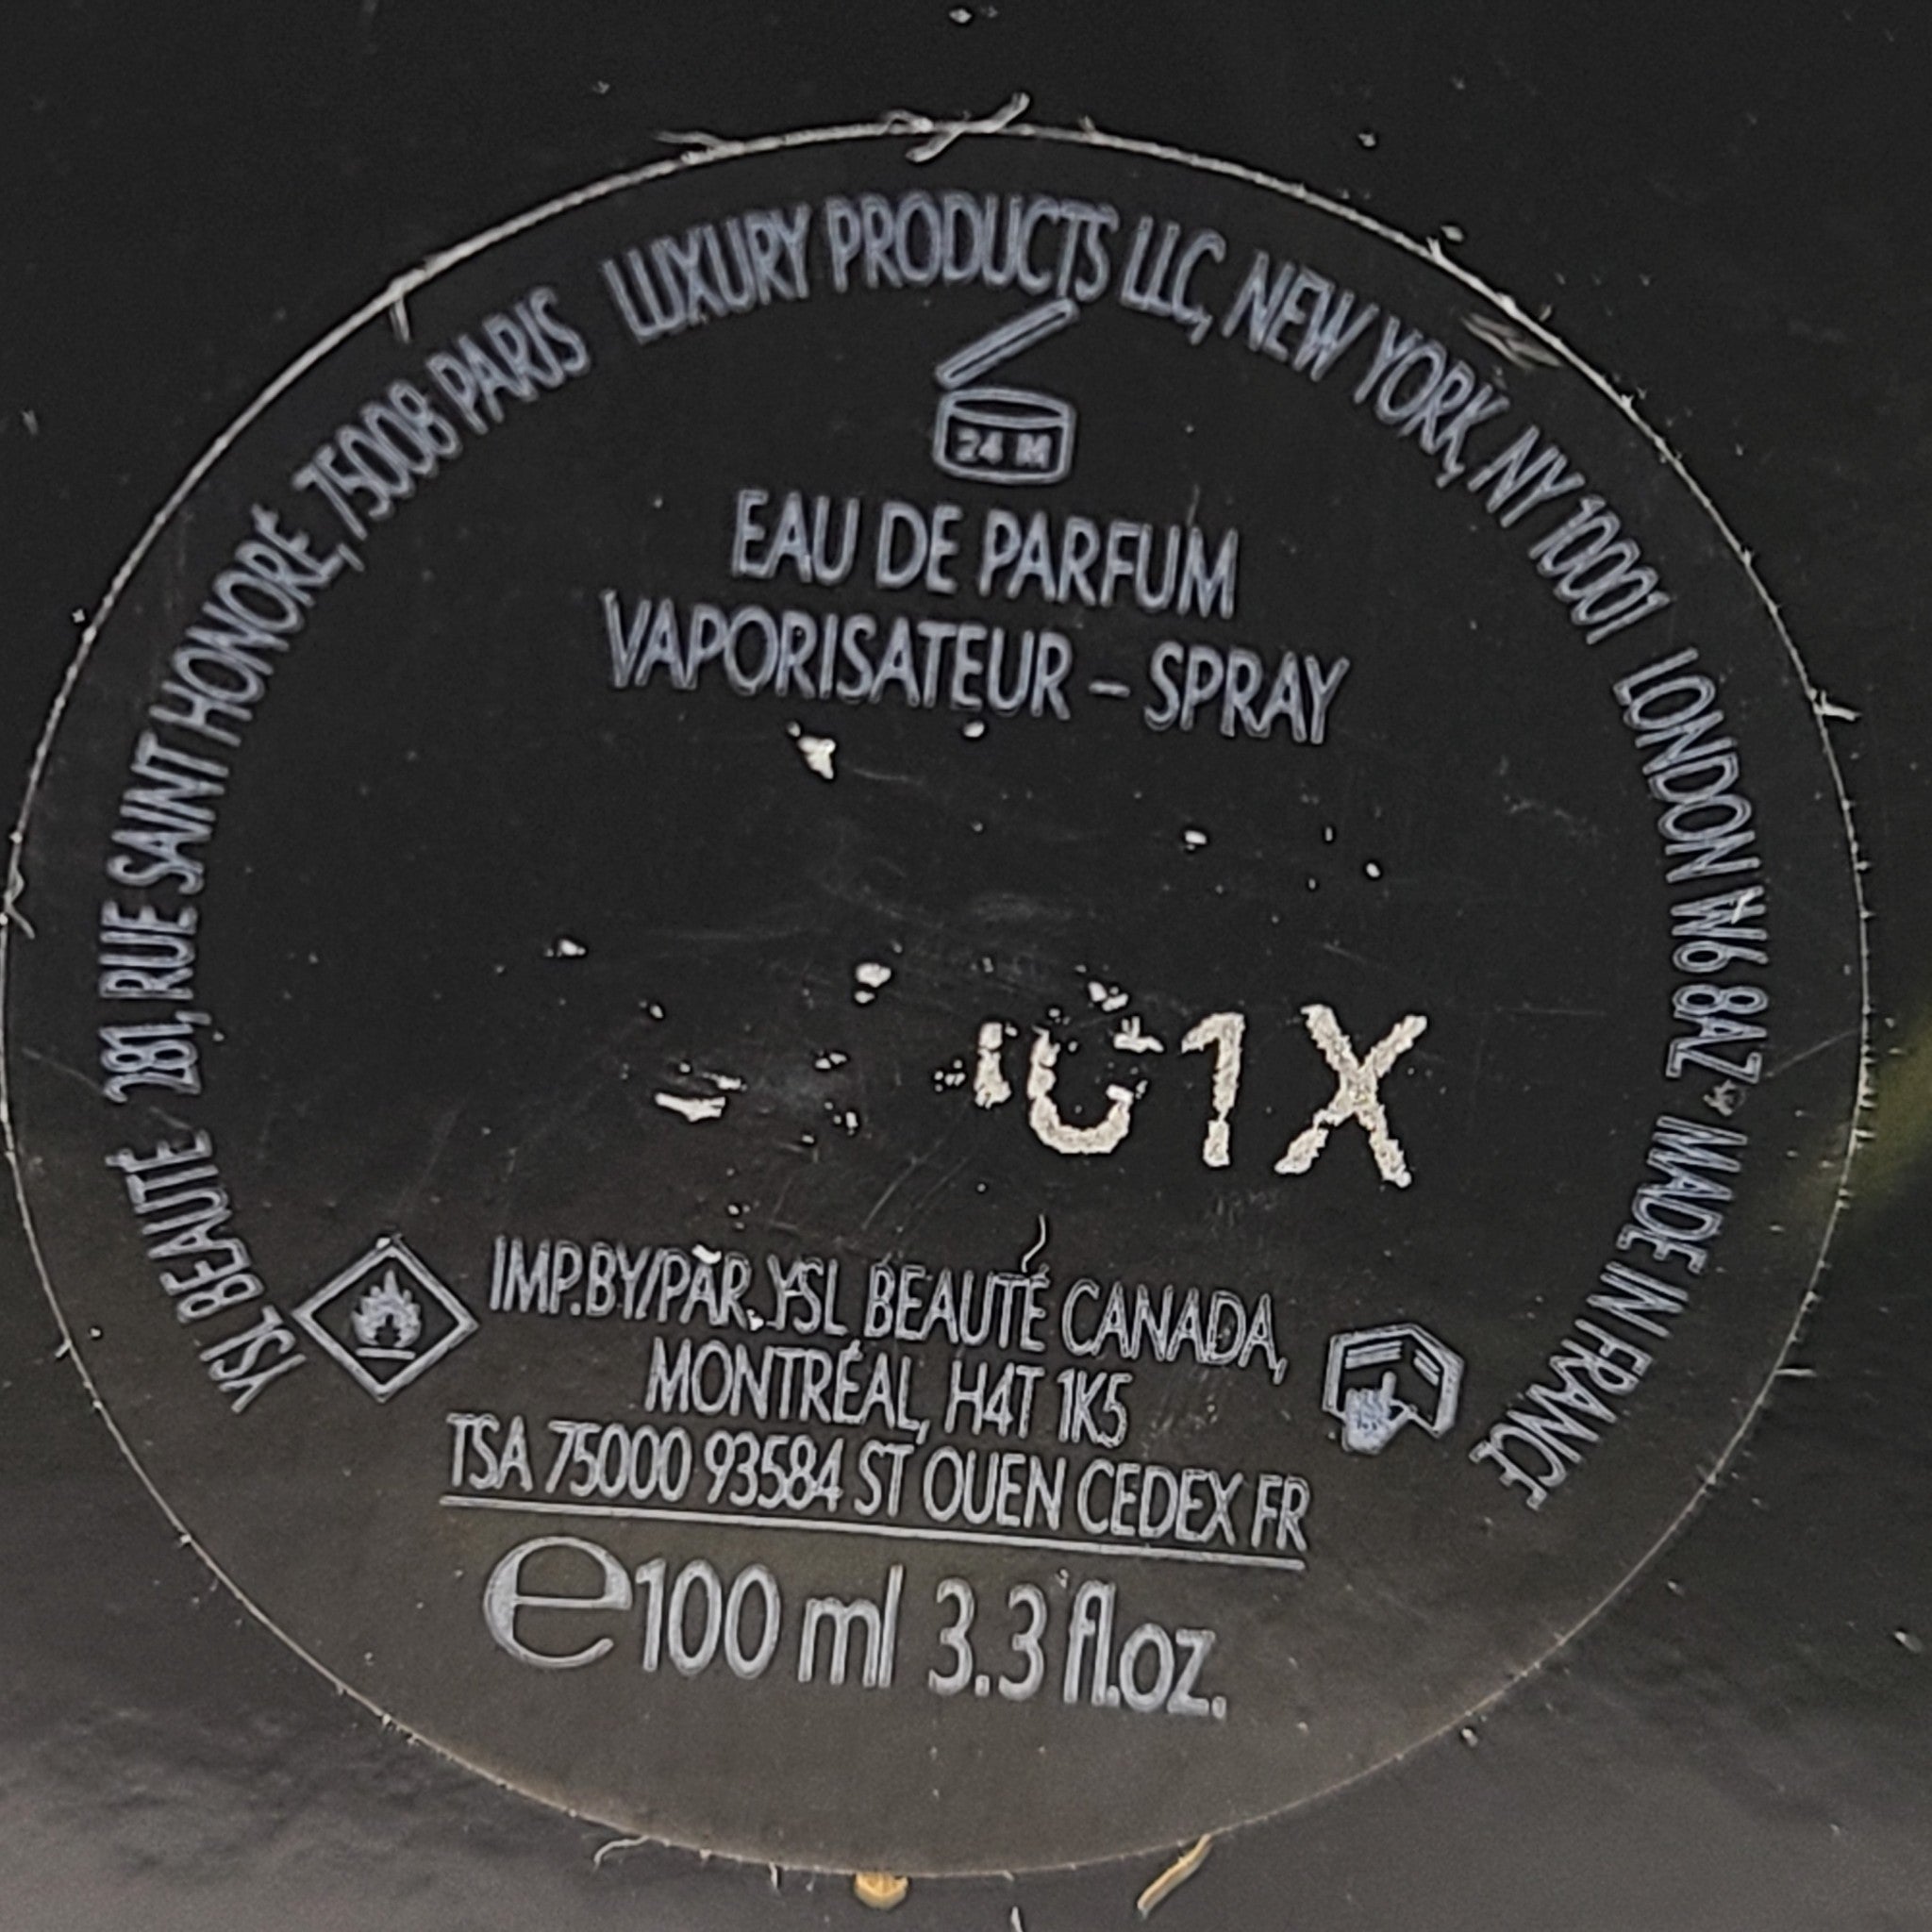 YSL BEAUTÉ 281, RUE SAINT HONORÉ, 75008 PARIS LUXURY PRODUCTS LLC, NEW YORK, NY 10001 LONDON W6 8AZ MADE IN FRANCE
24 M
EAU DE PARFUM
VAPORISATEUR – SPRAY
IMP.BY/PAR.YSL BEAUTÉ CANADA,
MONTRÉAL, H4T 1K5
TSA 75000 93584 ST OUEN CEDEX FR
℮100 ml 3.3 fl.oz.